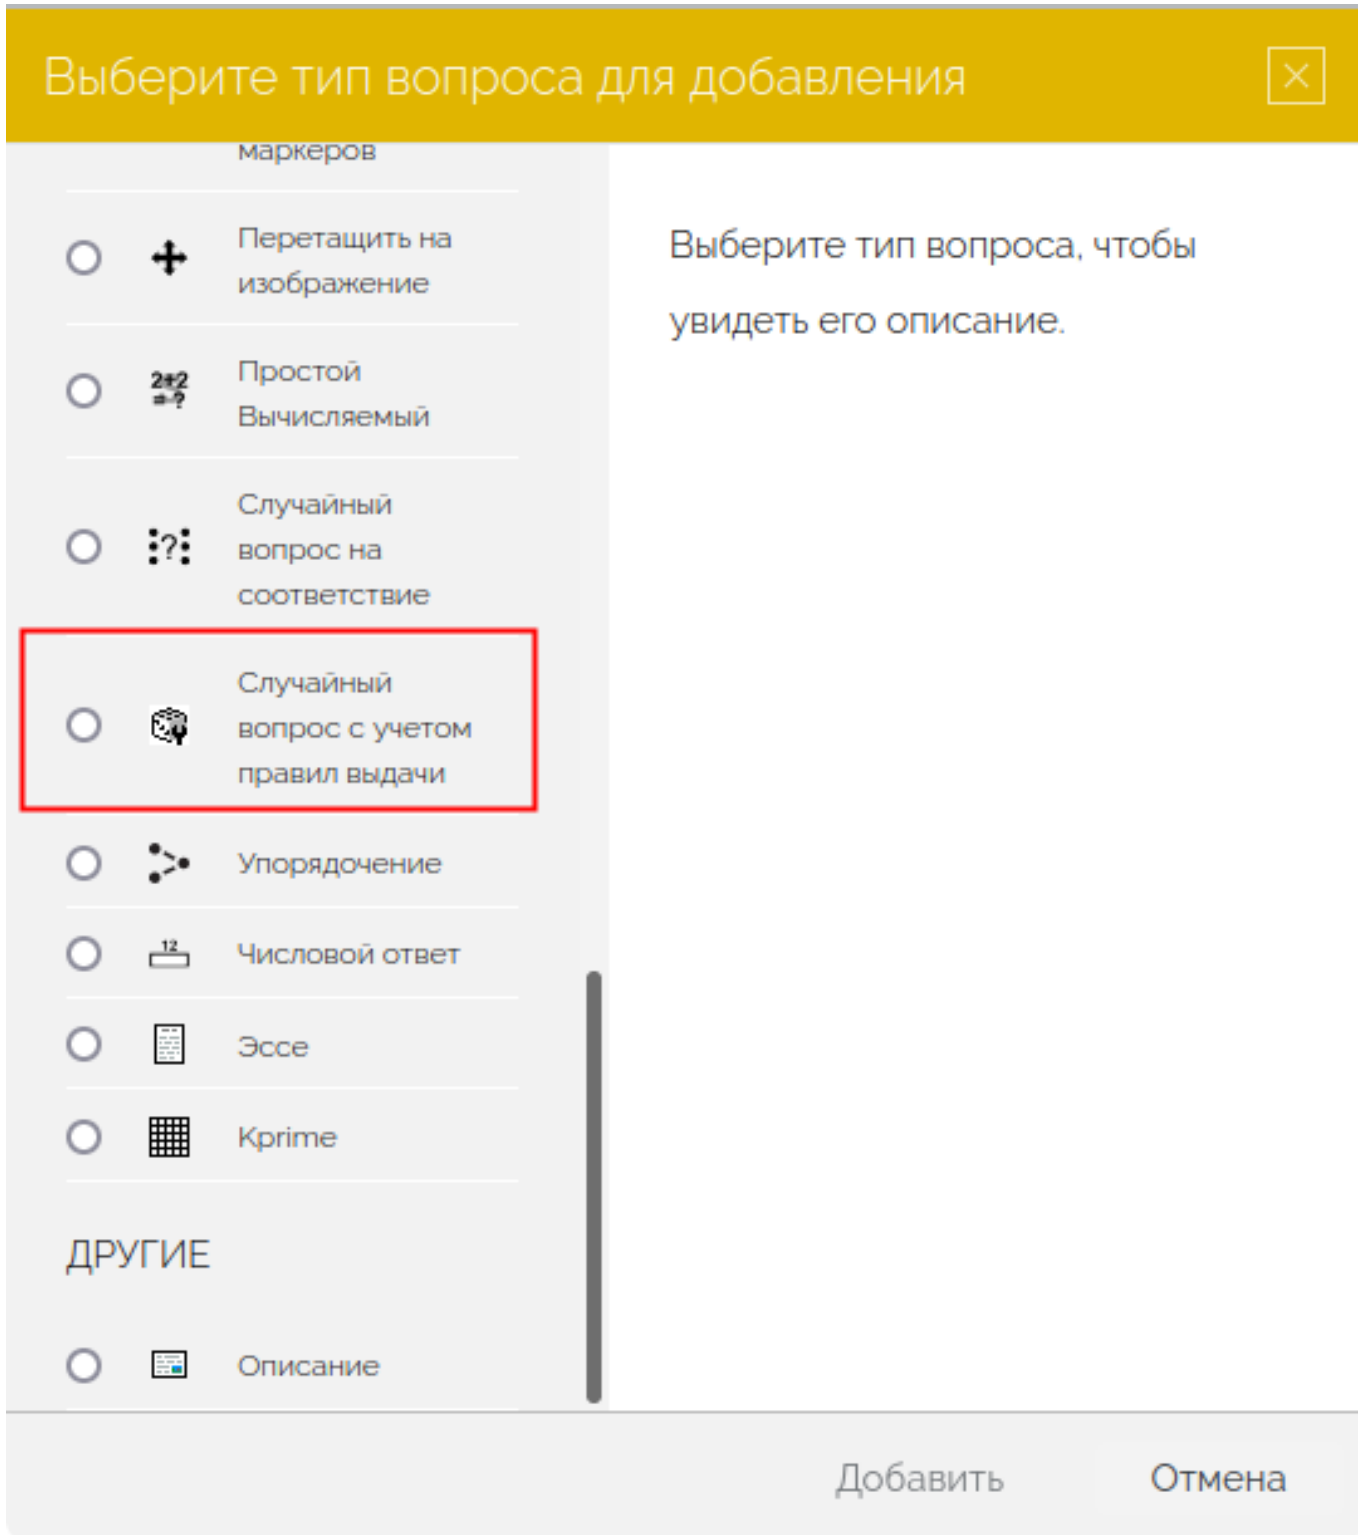 Выберите тип вопроса для добавления
маркеров
Перетащить на
изображение
2+2
=?
Простой
Вычисляемый
Случайный
вопрос на
соответствие
Случайный
вопрос с учетом
правил выдачи
Упорядочение
12
Числовой ответ
Эссе
Kprime
ДРУГИЕ
Описание
Выберите тип вопроса, чтобы
увидеть его описание.
Добавить
Отмена